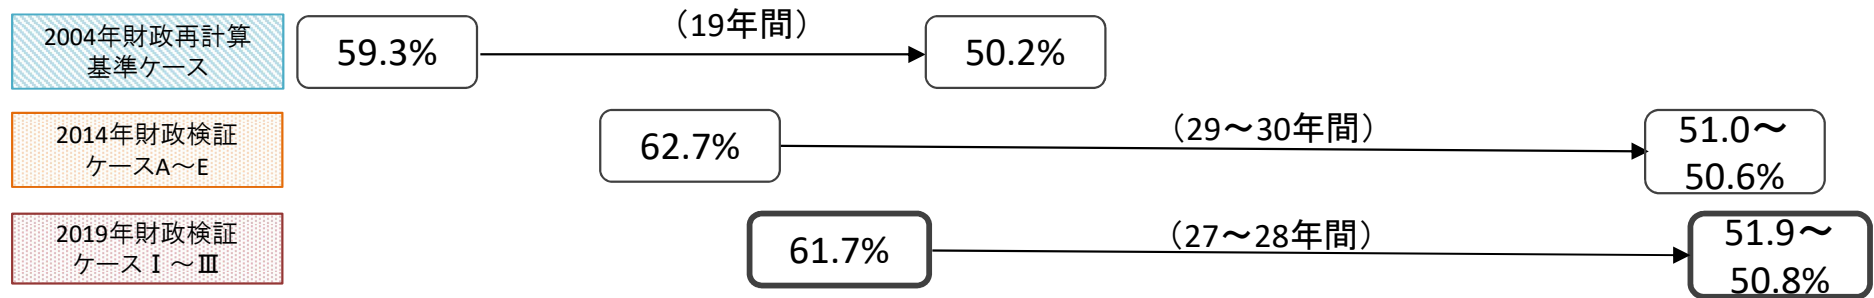 2004年財政再計算
基準ケース
59.3%
（19年間）
50.2%
2014年財政検証
ケースA～E
62.7%
（29～30年間）
51.0～
50.6%
2019年財政検証
ケースⅠ～Ⅲ
61.7%
（27～28年間）
51.9～
50.8%